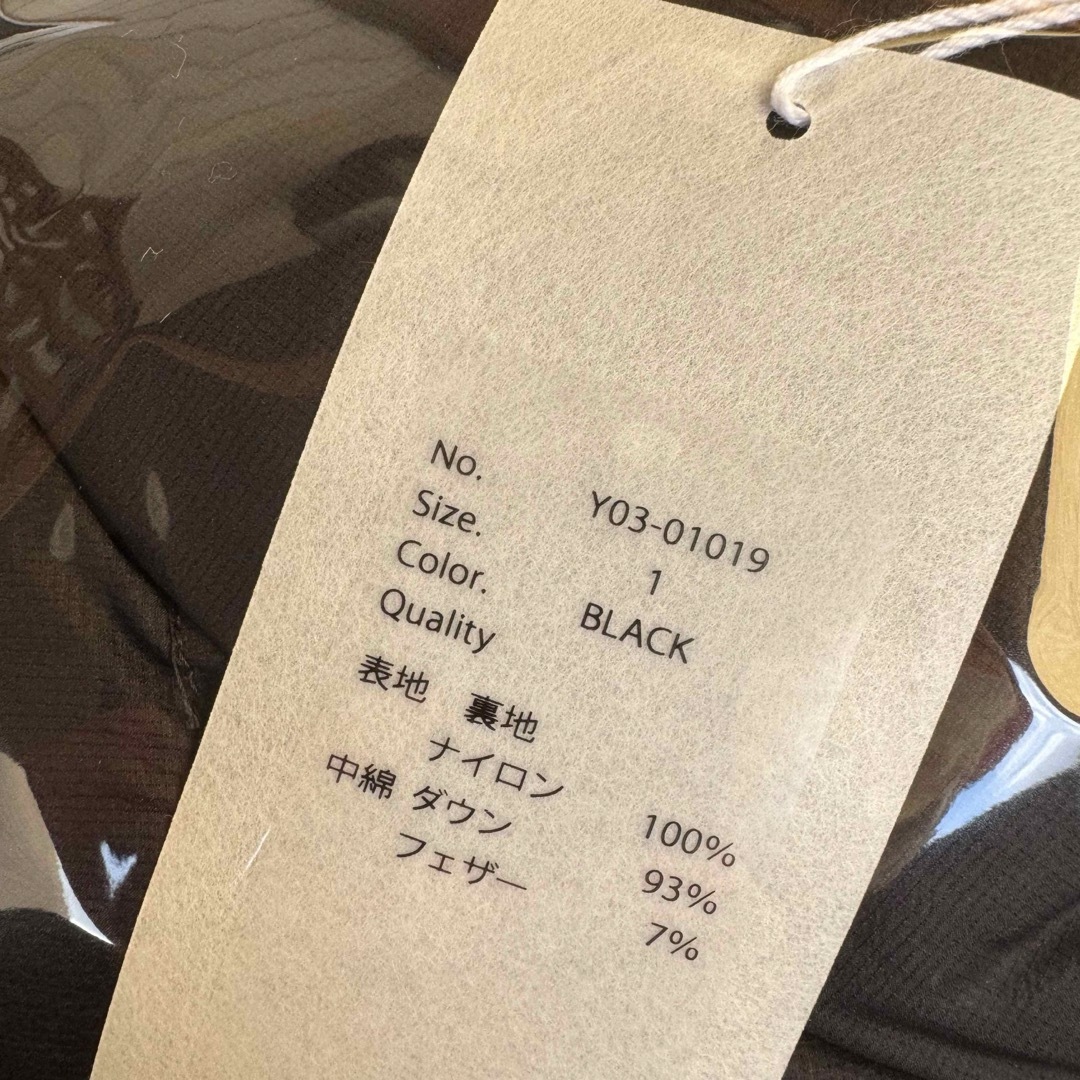 No. Y03-01019
Size. 1
Color. BLACK
Quality
表地 裏地
ナイロン 100%
中綿 ダウン 93%
フェザー 7%